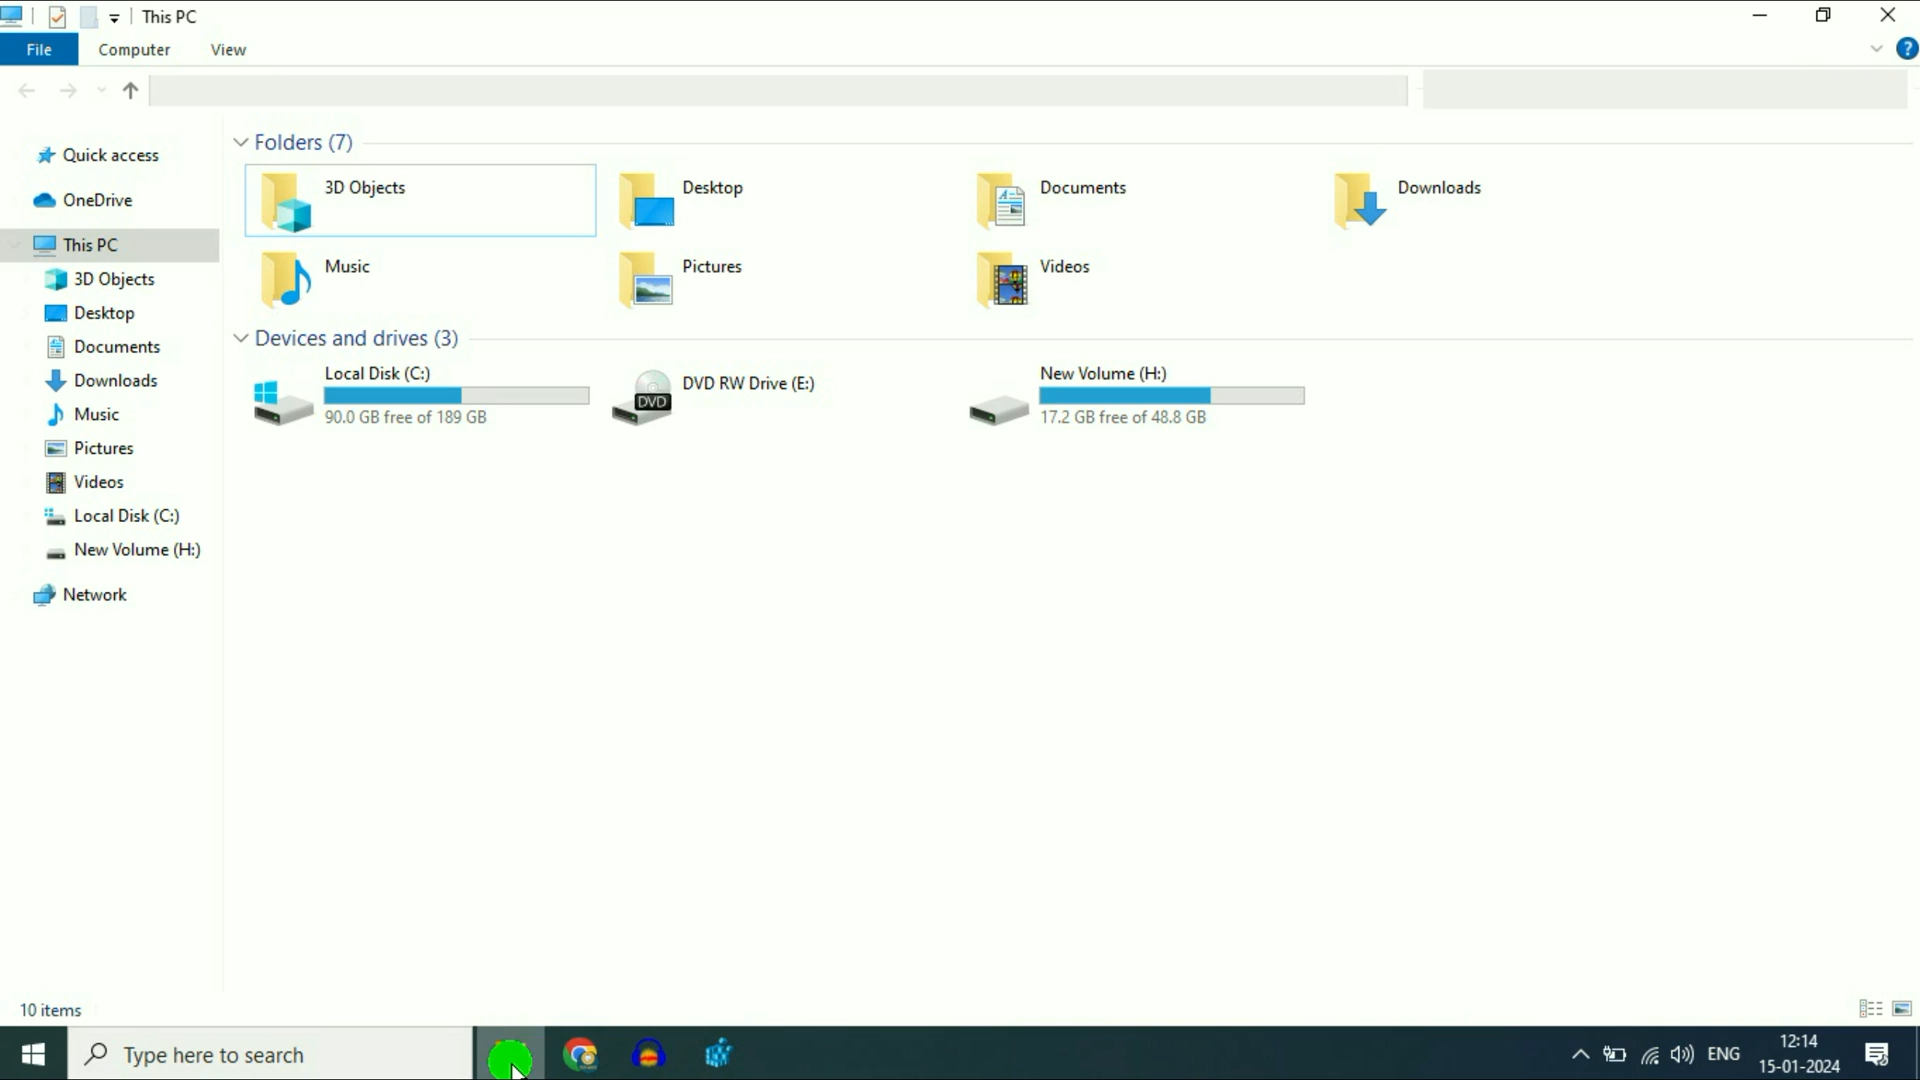 This PC
File Computer View
Quick access
OneDrive
This PC
3D Objects
Desktop
Documents
Downloads
Music
Pictures
Videos
Local Disk (C:)
New Volume (H:)
Network
Folders (7)
3D Objects
Desktop
Documents
Downloads
Music
Pictures
Videos
Devices and drives (3)
Local Disk (C:)
90.0 GB free of 189 GB
DVD RW Drive (E:)
DVD
New Volume (H:)
17.2 GB free of 48.8 GB
10 items
Type here to search
ENG
12:14
15-01-2024